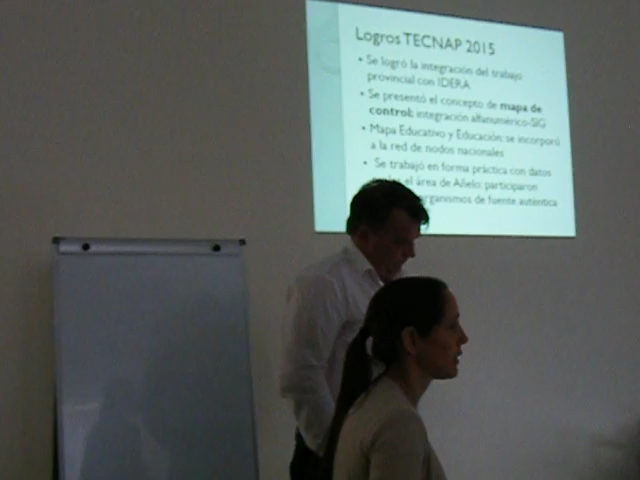 Logros TECNAP 2015
• Se logró la integración del trabajo
provincial con IDERA
• Se presentó el concepto de mapa de
control; integración alfanumérico-SIG
• Mapa Educativo y Educación: se incorporó
a la red de nodos nacionales
• Se trabajó en forma práctica con datos
el área de Añelo: participaron
organismos de fuente auténtica